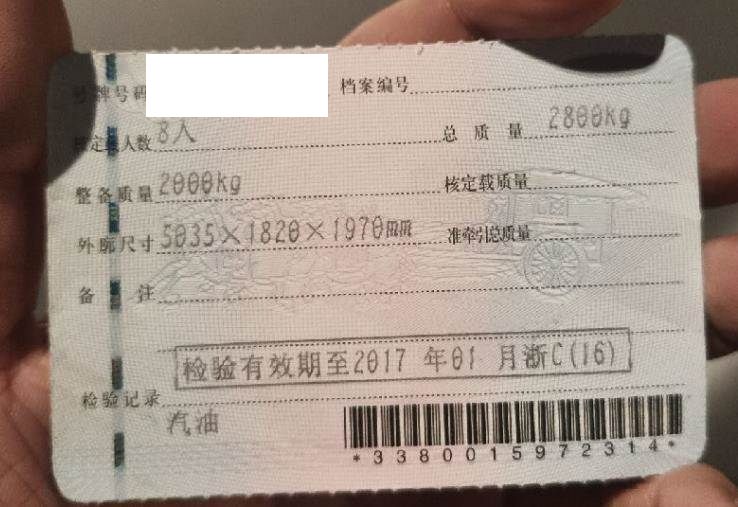 号牌号码 档案编号
核定载人数 8人 总质量 2800kg
整备质量 2000kg 核定载质量
外廓尺寸 5035×1820×1970mm 准牵引总质量
备注
检验有效期至2017年01月浙C(16)
检验记录
汽油
*3380015972314*